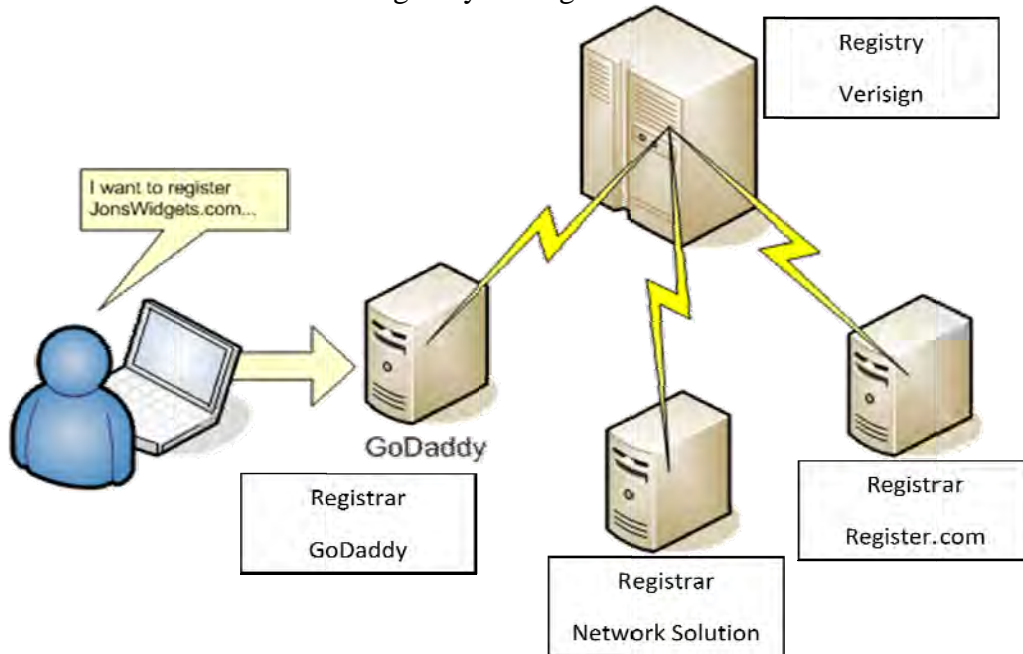 Registry
Verisign
I want to register
JonsWidgets.com...
GoDaddy
Registrar
GoDaddy
Registrar
Register.com
Registrar
Network Solution